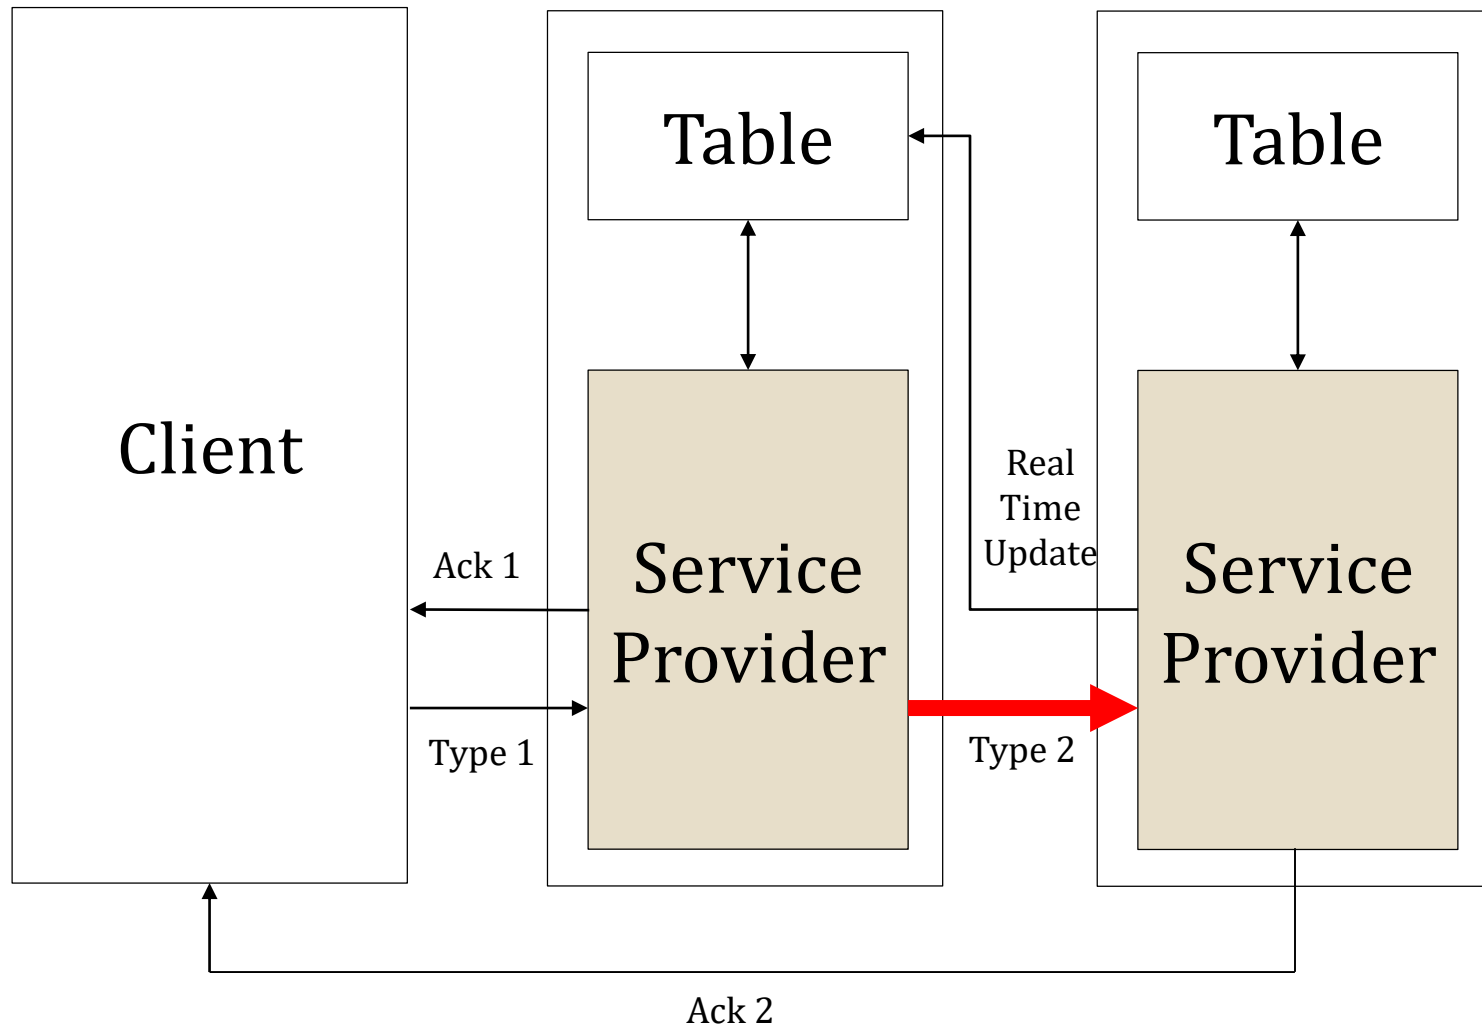 Table
Table
Client
Real
Time
Update
Ack 1
Service
Provider
Service
Provider
Type 1
Type 2
Ack 2